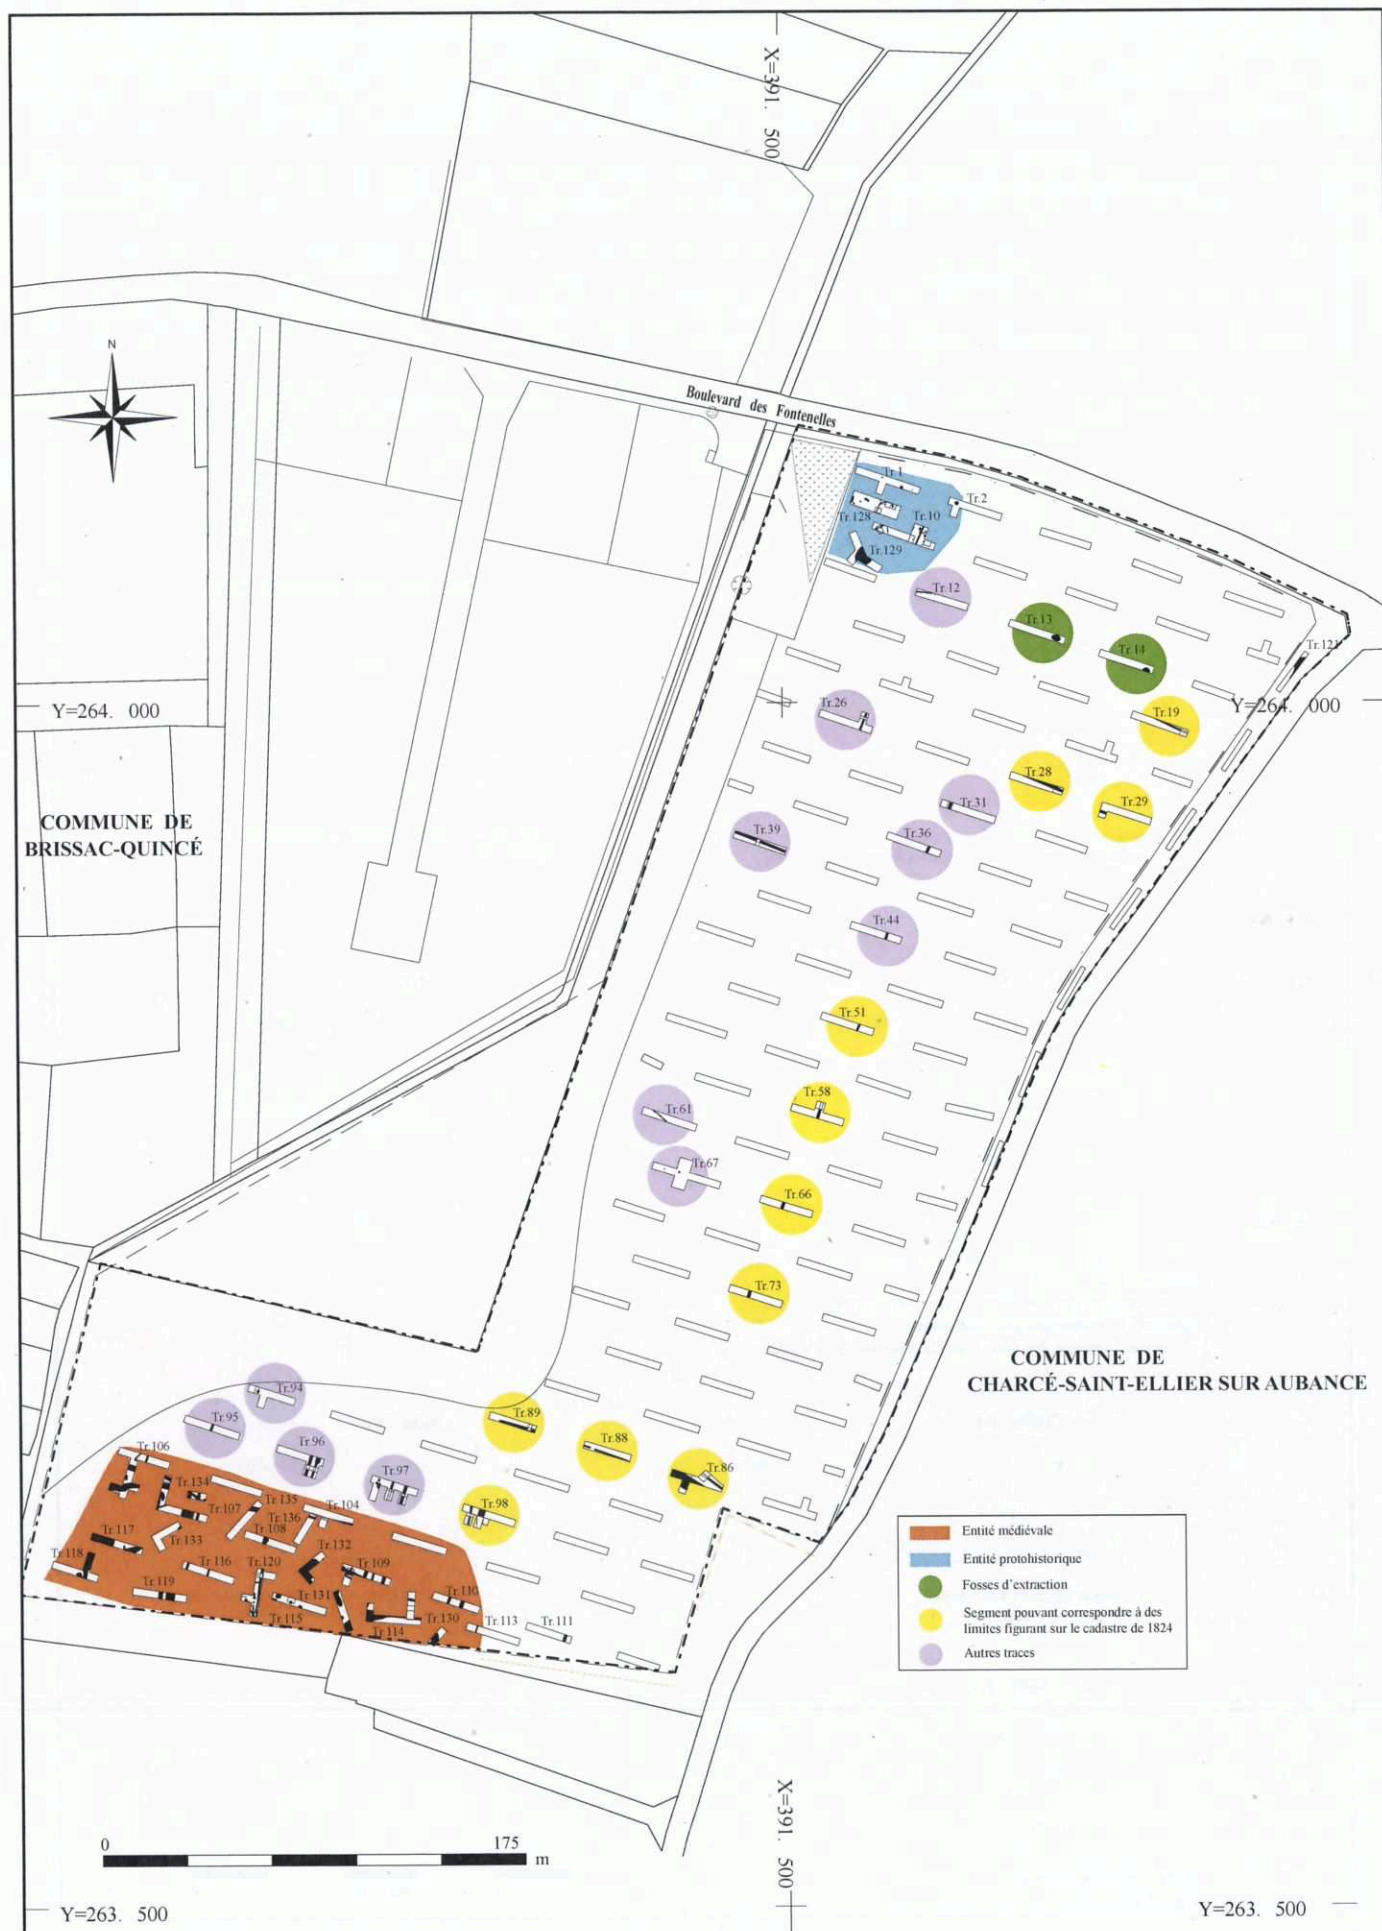 X=391. 500
N
Boulevard des Fontenelles
Tr.1
Tr.2
Tr.128
Tr.10
Tr.129
Tr.12
Tr.13
Tr.14
Tr.121
Y=264. 000
Tr.26
Tr.19
Y=264. 000
Tr.28
Tr.31
Tr.29
COMMUNE DE
BRISSAC-QUINCÉ
Tr.39
Tr.36
Tr.44
Tr.51
Tr.58
Tr.61
Tr.67
Tr.66
Tr.73
COMMUNE DE
CHARCÉ-SAINT-ELLIER SUR AUBANCE
Tr.94
Tr.95
Tr.89
Tr.96
Tr.88
Tr.106
Tr.97
Tr.86
Tr.134
Tr.135
Tr.104
Tr.98
Tr.107
Tr.136
Tr.117
Tr.133
Tr.108
Tr.132
Tr.118
Tr.116
Tr.120
Tr.109
Tr.119
Tr.131
Tr.110
Tr.115
Tr.114
Tr.130
Tr.113
Tr.111
Entité médiévale
Entité protohistorique
Fosses d'extraction
Segment pouvant correspondre à des
limites figurant sur le cadastre de 1824
Autres traces
X=391. 500
0 175
m
Y=263. 500
Y=263. 500